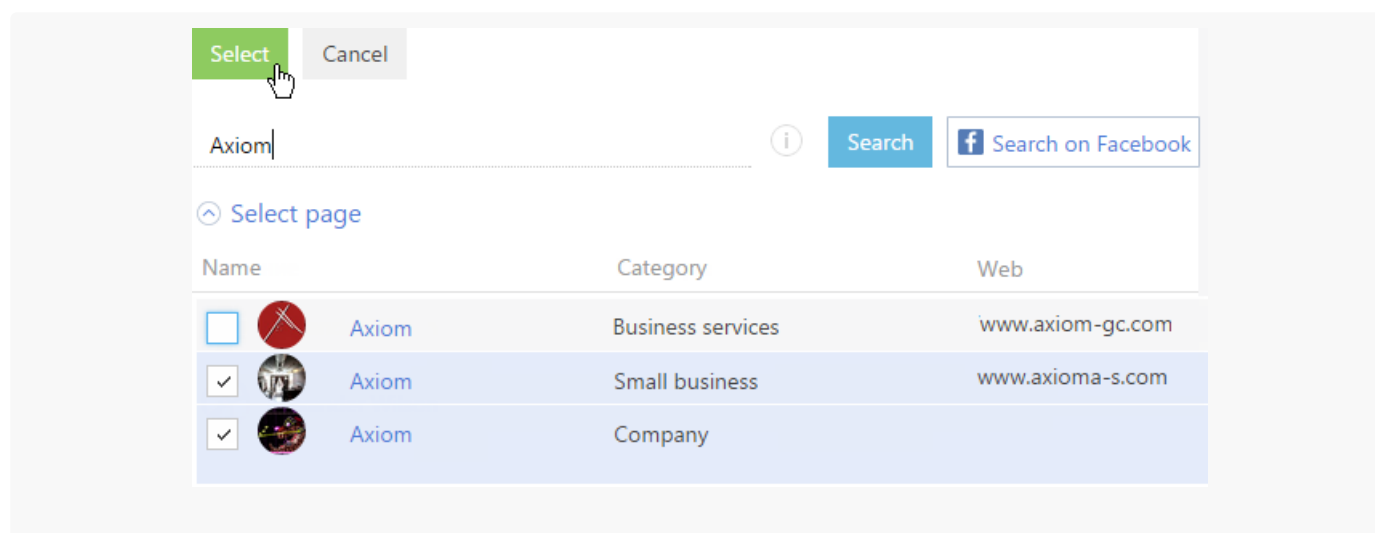 Select Cancel
Axiom i Search f Search on Facebook
Select page
Name Category Web
Axiom Business services www.axiom-gc.com
Axiom Small business www.axioma-s.com
Axiom Company